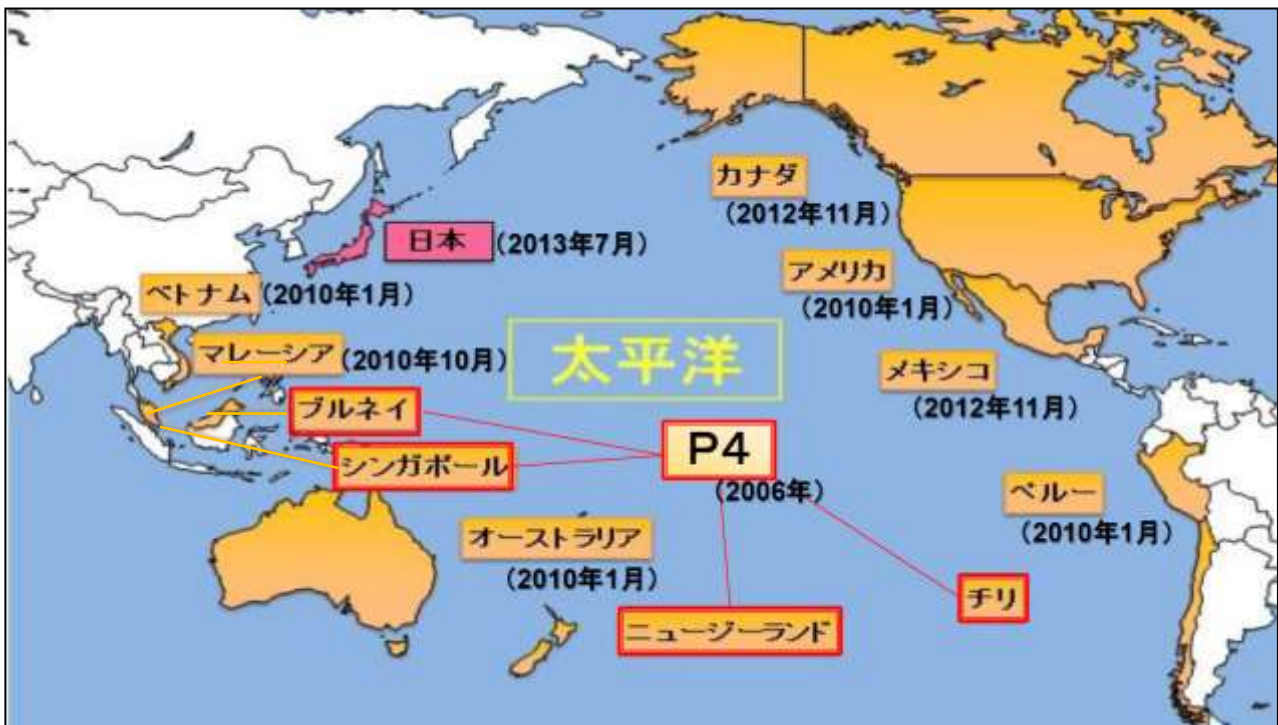 カナダ
(2012年11月)
日本
(2013年7月)
アメリカ
(2010年1月)
ベトナム
(2010年1月)
太平洋
マレーシア
(2010年10月)
メキシコ
(2012年11月)
ブルネイ
P4
(2006年)
シンガポール
ペルー
(2010年1月)
オーストラリア
(2010年1月)
チリ
ニュージーランド